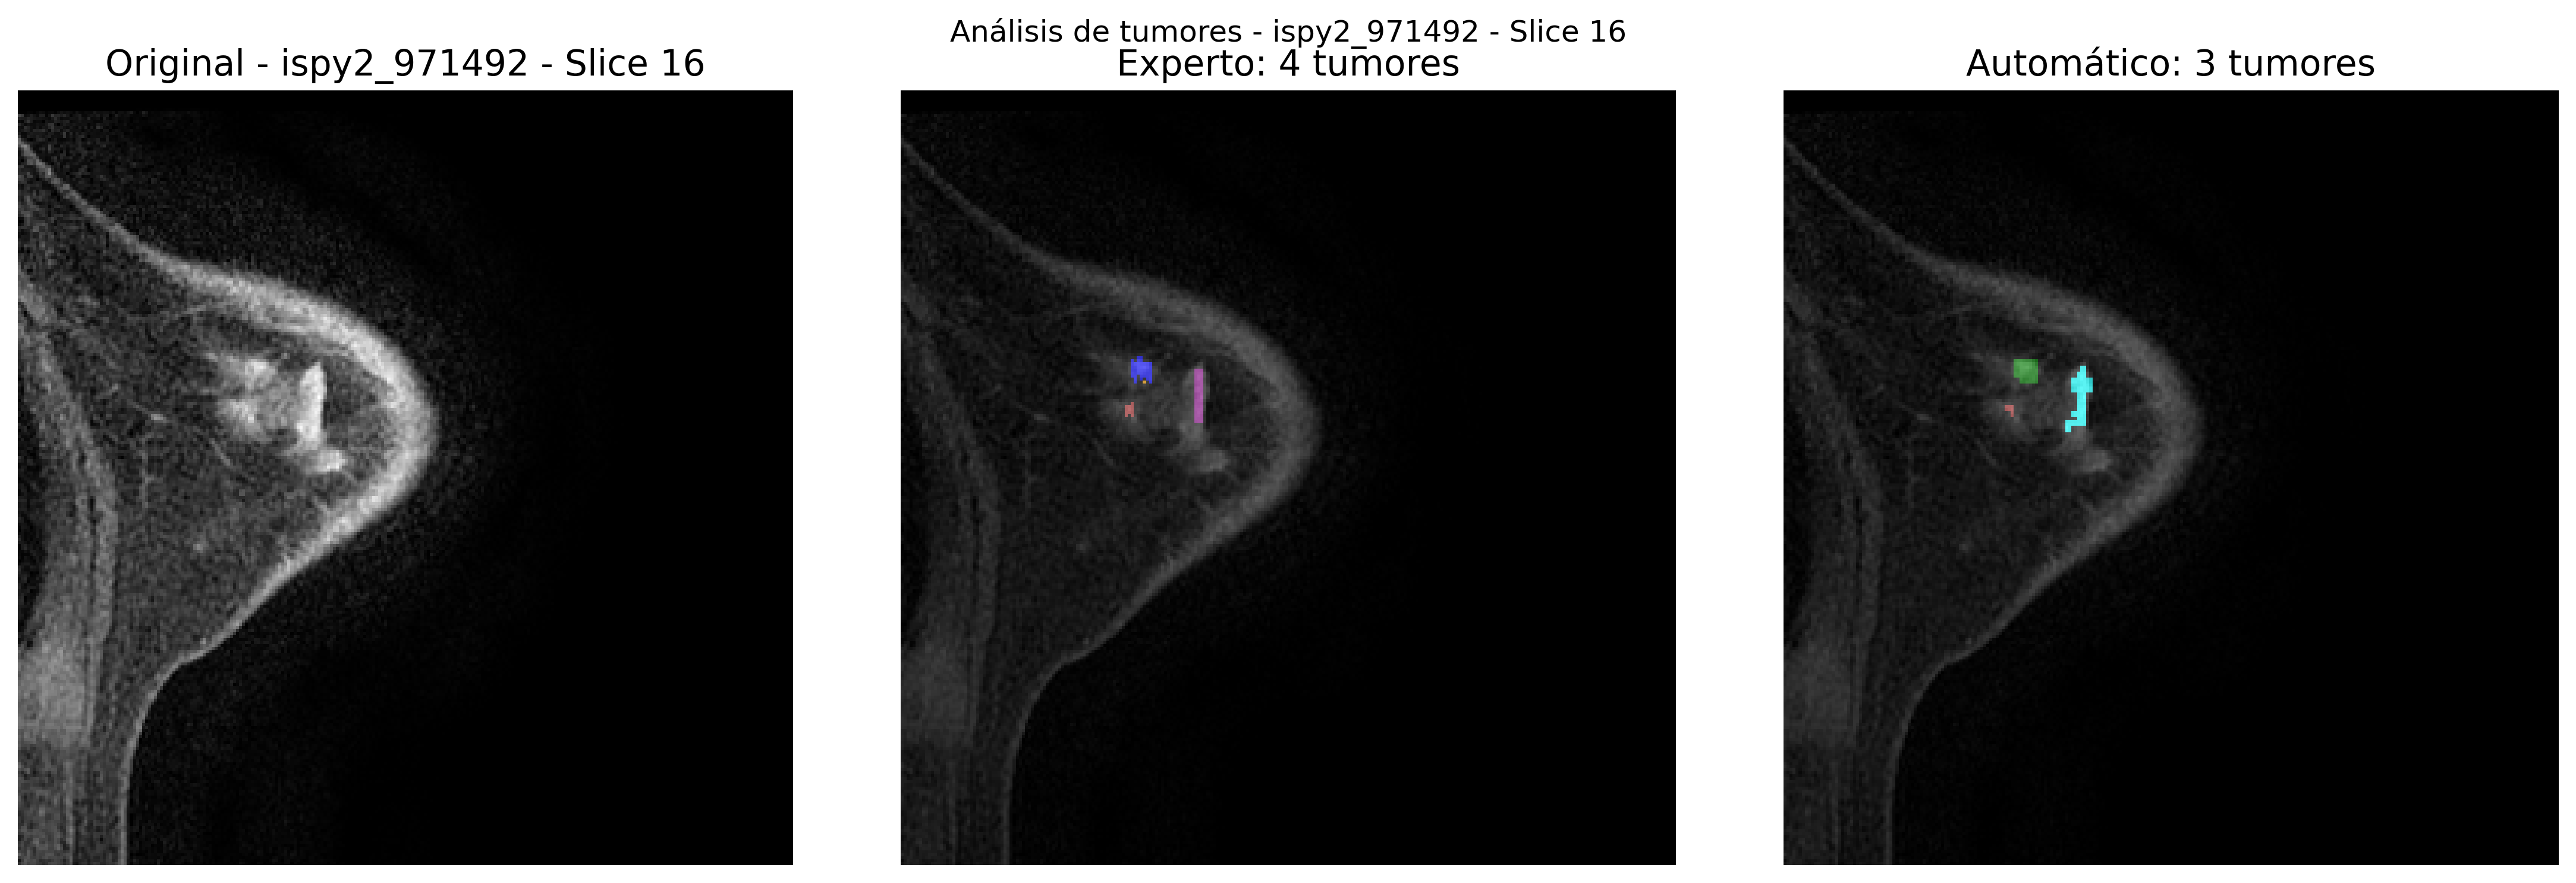 Análisis de tumores - ispy2_971492 - Slice 16
Original - ispy2_971492 - Slice 16
Experto: 4 tumores
Automático: 3 tumores